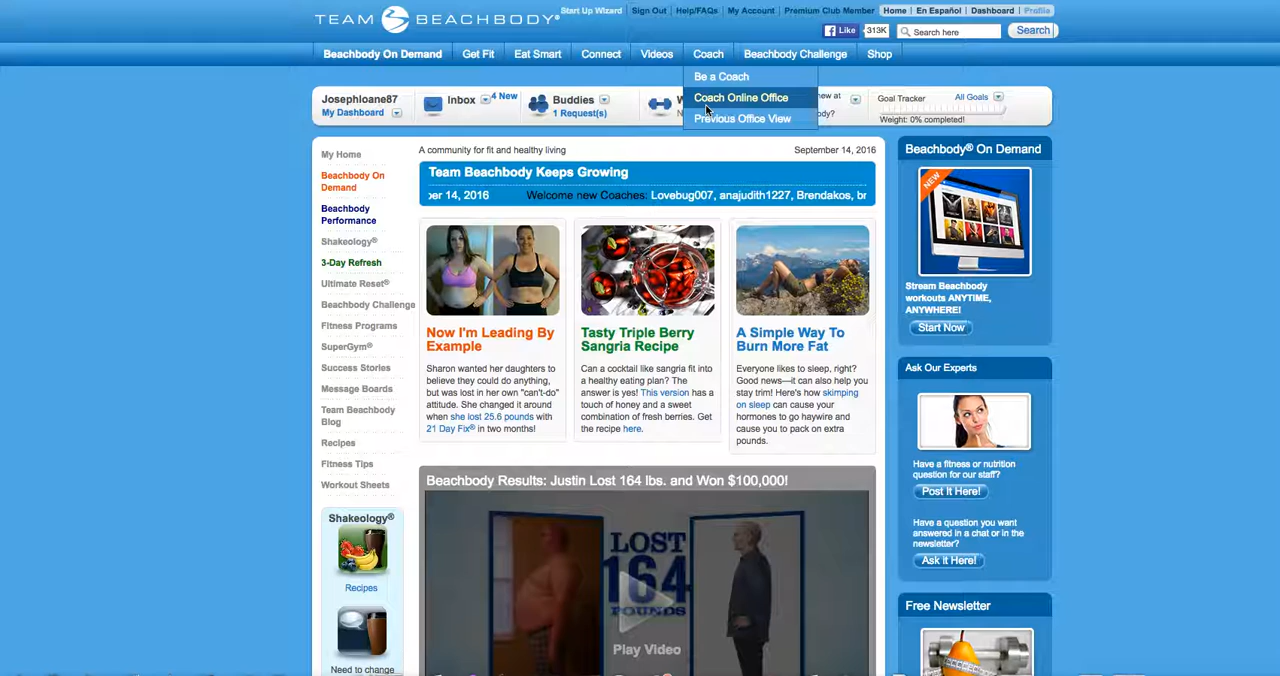 TEAM BEACHBODY®
Start Up Wizard Sign Out Help/FAQs My Account Premium Club Member Home En Español Dashboard Profile
Like 313K Search here Search
Beachbody On Demand Get Fit Eat Smart Connect Videos Coach Beachbody Challenge Shop
Be a Coach
Coach Online Office
Previous Office View
Josephloane87
My Dashboard
Inbox 4 New
Buddies
1 Request(s)
new at
body?
Goal Tracker All Goals
Weight: 0% completed!
My Home
Beachbody On
Demand
Beachbody
Performance
Shakeology®
3-Day Refresh
Ultimate Reset®
Beachbody Challenge
Fitness Programs
SuperGym®
Success Stories
Message Boards
Team Beachbody
Blog
Recipes
Fitness Tips
Workout Sheets
Shakeology®
Recipes
Need to change
A community for fit and healthy living September 14, 2016
Team Beachbody Keeps Growing
er 14, 2016 Welcome new Coaches: Lovebug007, anajudith1227, Brendakos, br
Now I'm Leading By
Example
Sharon wanted her daughters to
believe they could do anything,
but was lost in her own "can't-do"
attitude. She changed it around
when she lost 25.6 pounds with
21 Day Fix® in two months!
Tasty Triple Berry
Sangria Recipe
Can a cocktail like sangria fit into
a healthy eating plan? The
answer is yes! This version has a
touch of honey and a sweet
combination of fresh berries. Get
the recipe here.
A Simple Way To
Burn More Fat
Everyone likes to sleep, right?
Good news—it can also help you
stay trim! Here's how skimping
on sleep can cause your
hormones to go haywire and
cause you to pack on extra
pounds.
Beachbody Results: Justin Lost 164 lbs. and Won $100,000!
LOST
164
POUNDS
Play Video
Beachbody® On Demand
NEW
Stream Beachbody
workouts ANYTIME,
ANYWHERE!
Start Now
Ask Our Experts
Have a fitness or nutrition
question for our staff?
Post It Here!
Have a question you want
answered in a chat or in the
newsletter?
Ask it Here!
Free Newsletter